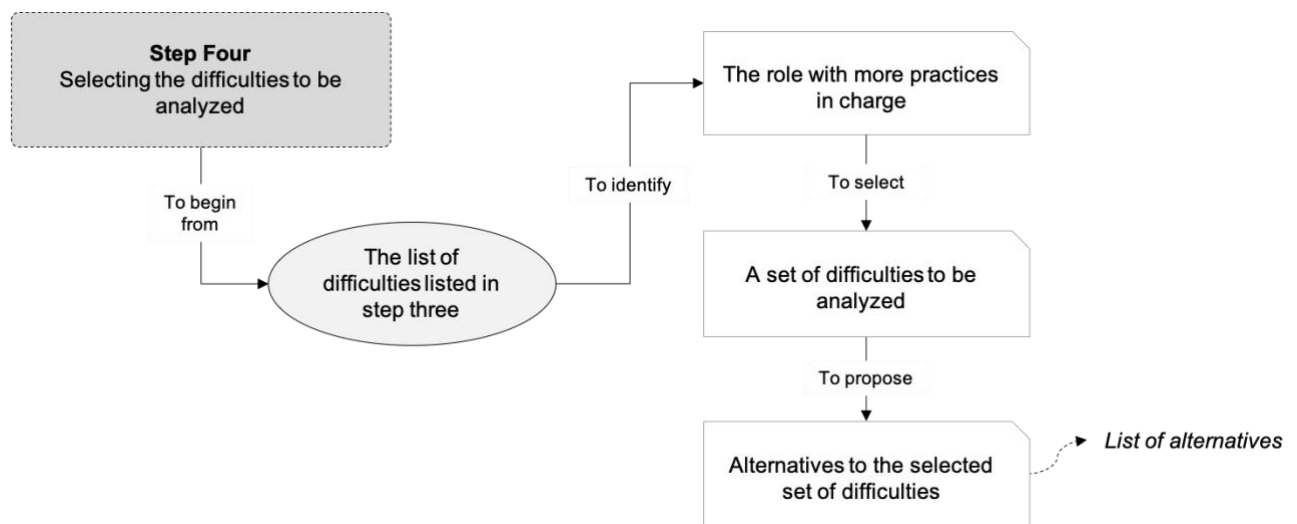 Step Four
Selecting the difficulties to be
analyzed
To begin
from
The list of
difficulties listed in
step three
To identify
The role with more practices
in charge
To select
A set of difficulties to be
analyzed
To propose
Alternatives to the selected
set of difficulties
List of alternatives